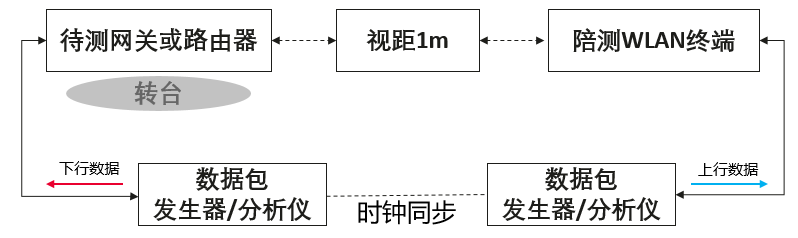 待测网关或路由器
视距1m
陪测WLAN终端
转台
下行数据
上行数据
数据包
发生器/分析仪
时钟同步
数据包
发生器/分析仪